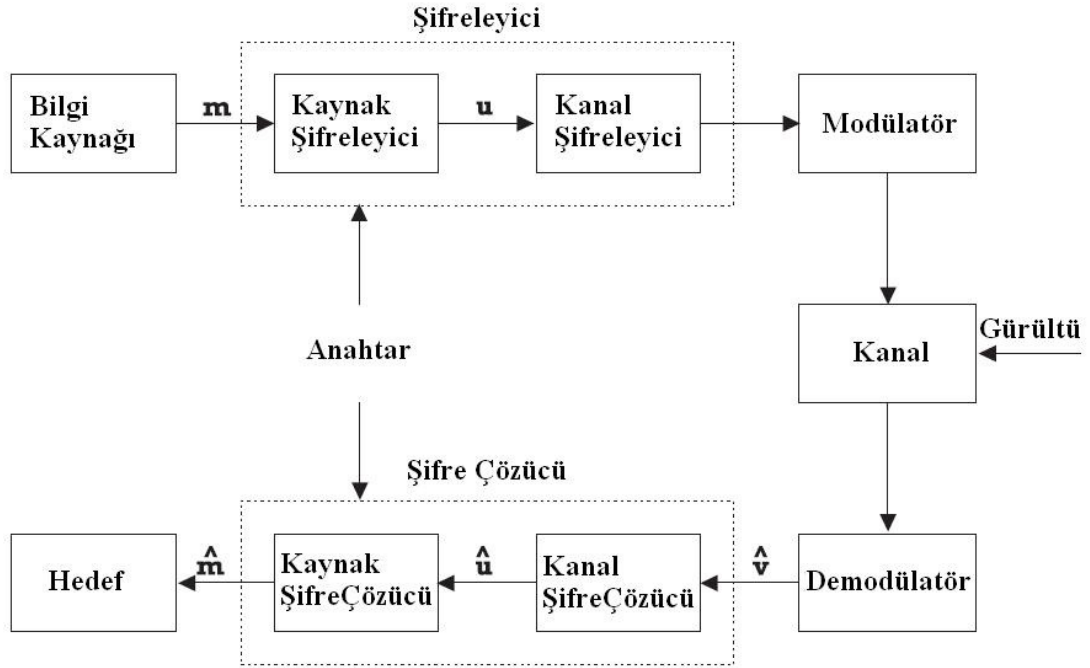 Şifreleyici
Bilgi
Kaynağı
m
Kaynak
Şifreleyici
u
Kanal
Şifreleyici
Modülatör
Anahtar
Kanal
Gürültü
Şifre Çözücü
Hedef
m̂
Kaynak
ŞifreÇözücü
û
Kanal
ŞifreÇözücü
v̂
Demodülatör